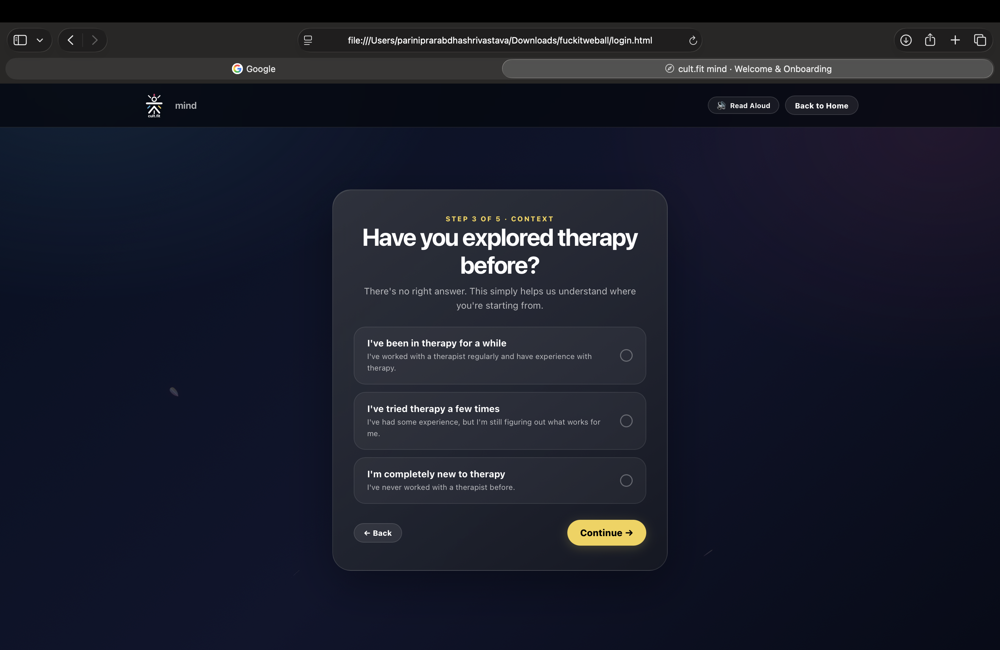 file:///Users/pariniprarabdhashrivastava/Downloads/fuckitweball/login.html
Google
cult.fit mind · Welcome & Onboarding
cult.fit
mind
Read Aloud
Back to Home
STEP 3 OF 5 · CONTEXT
Have you explored therapy
before?
There's no right answer. This simply helps us understand where
you're starting from.
I've been in therapy for a while
I've worked with a therapist regularly and have experience with
therapy.
I've tried therapy a few times
I've had some experience, but I'm still figuring out what works for
me.
I'm completely new to therapy
I've never worked with a therapist before.
← Back
Continue →